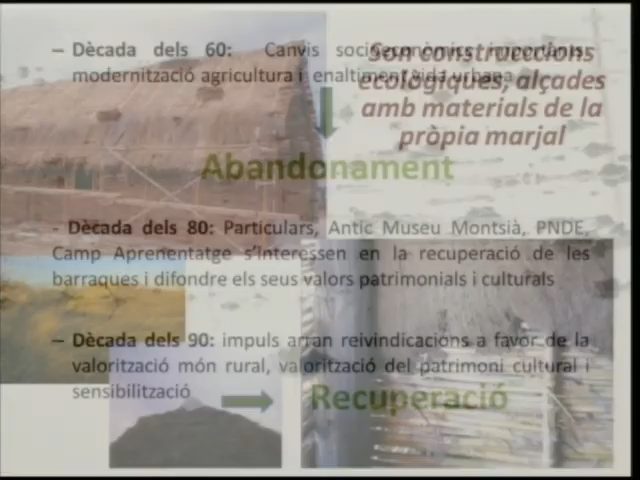 – Dècada dels 60: Canvis socioeconòmics importants,
modernització agricultura i enaltiment vida urbana
Son construccions
ecològiques, alçades
amb materials de la
pròpia marjal
Abandonament
- Dècada dels 80: Particulars, Antic Museu Montsià, PNDE,
Camp Aprenentatge s'Interessen en la recuperació de les
barraques i difondre els seus valors patrimonials i culturals
– Dècada dels 90: impuls arran reivindicacions a favor de la
valorització món rural, valorització del patrimoni cultural i
sensibilització
Recuperació